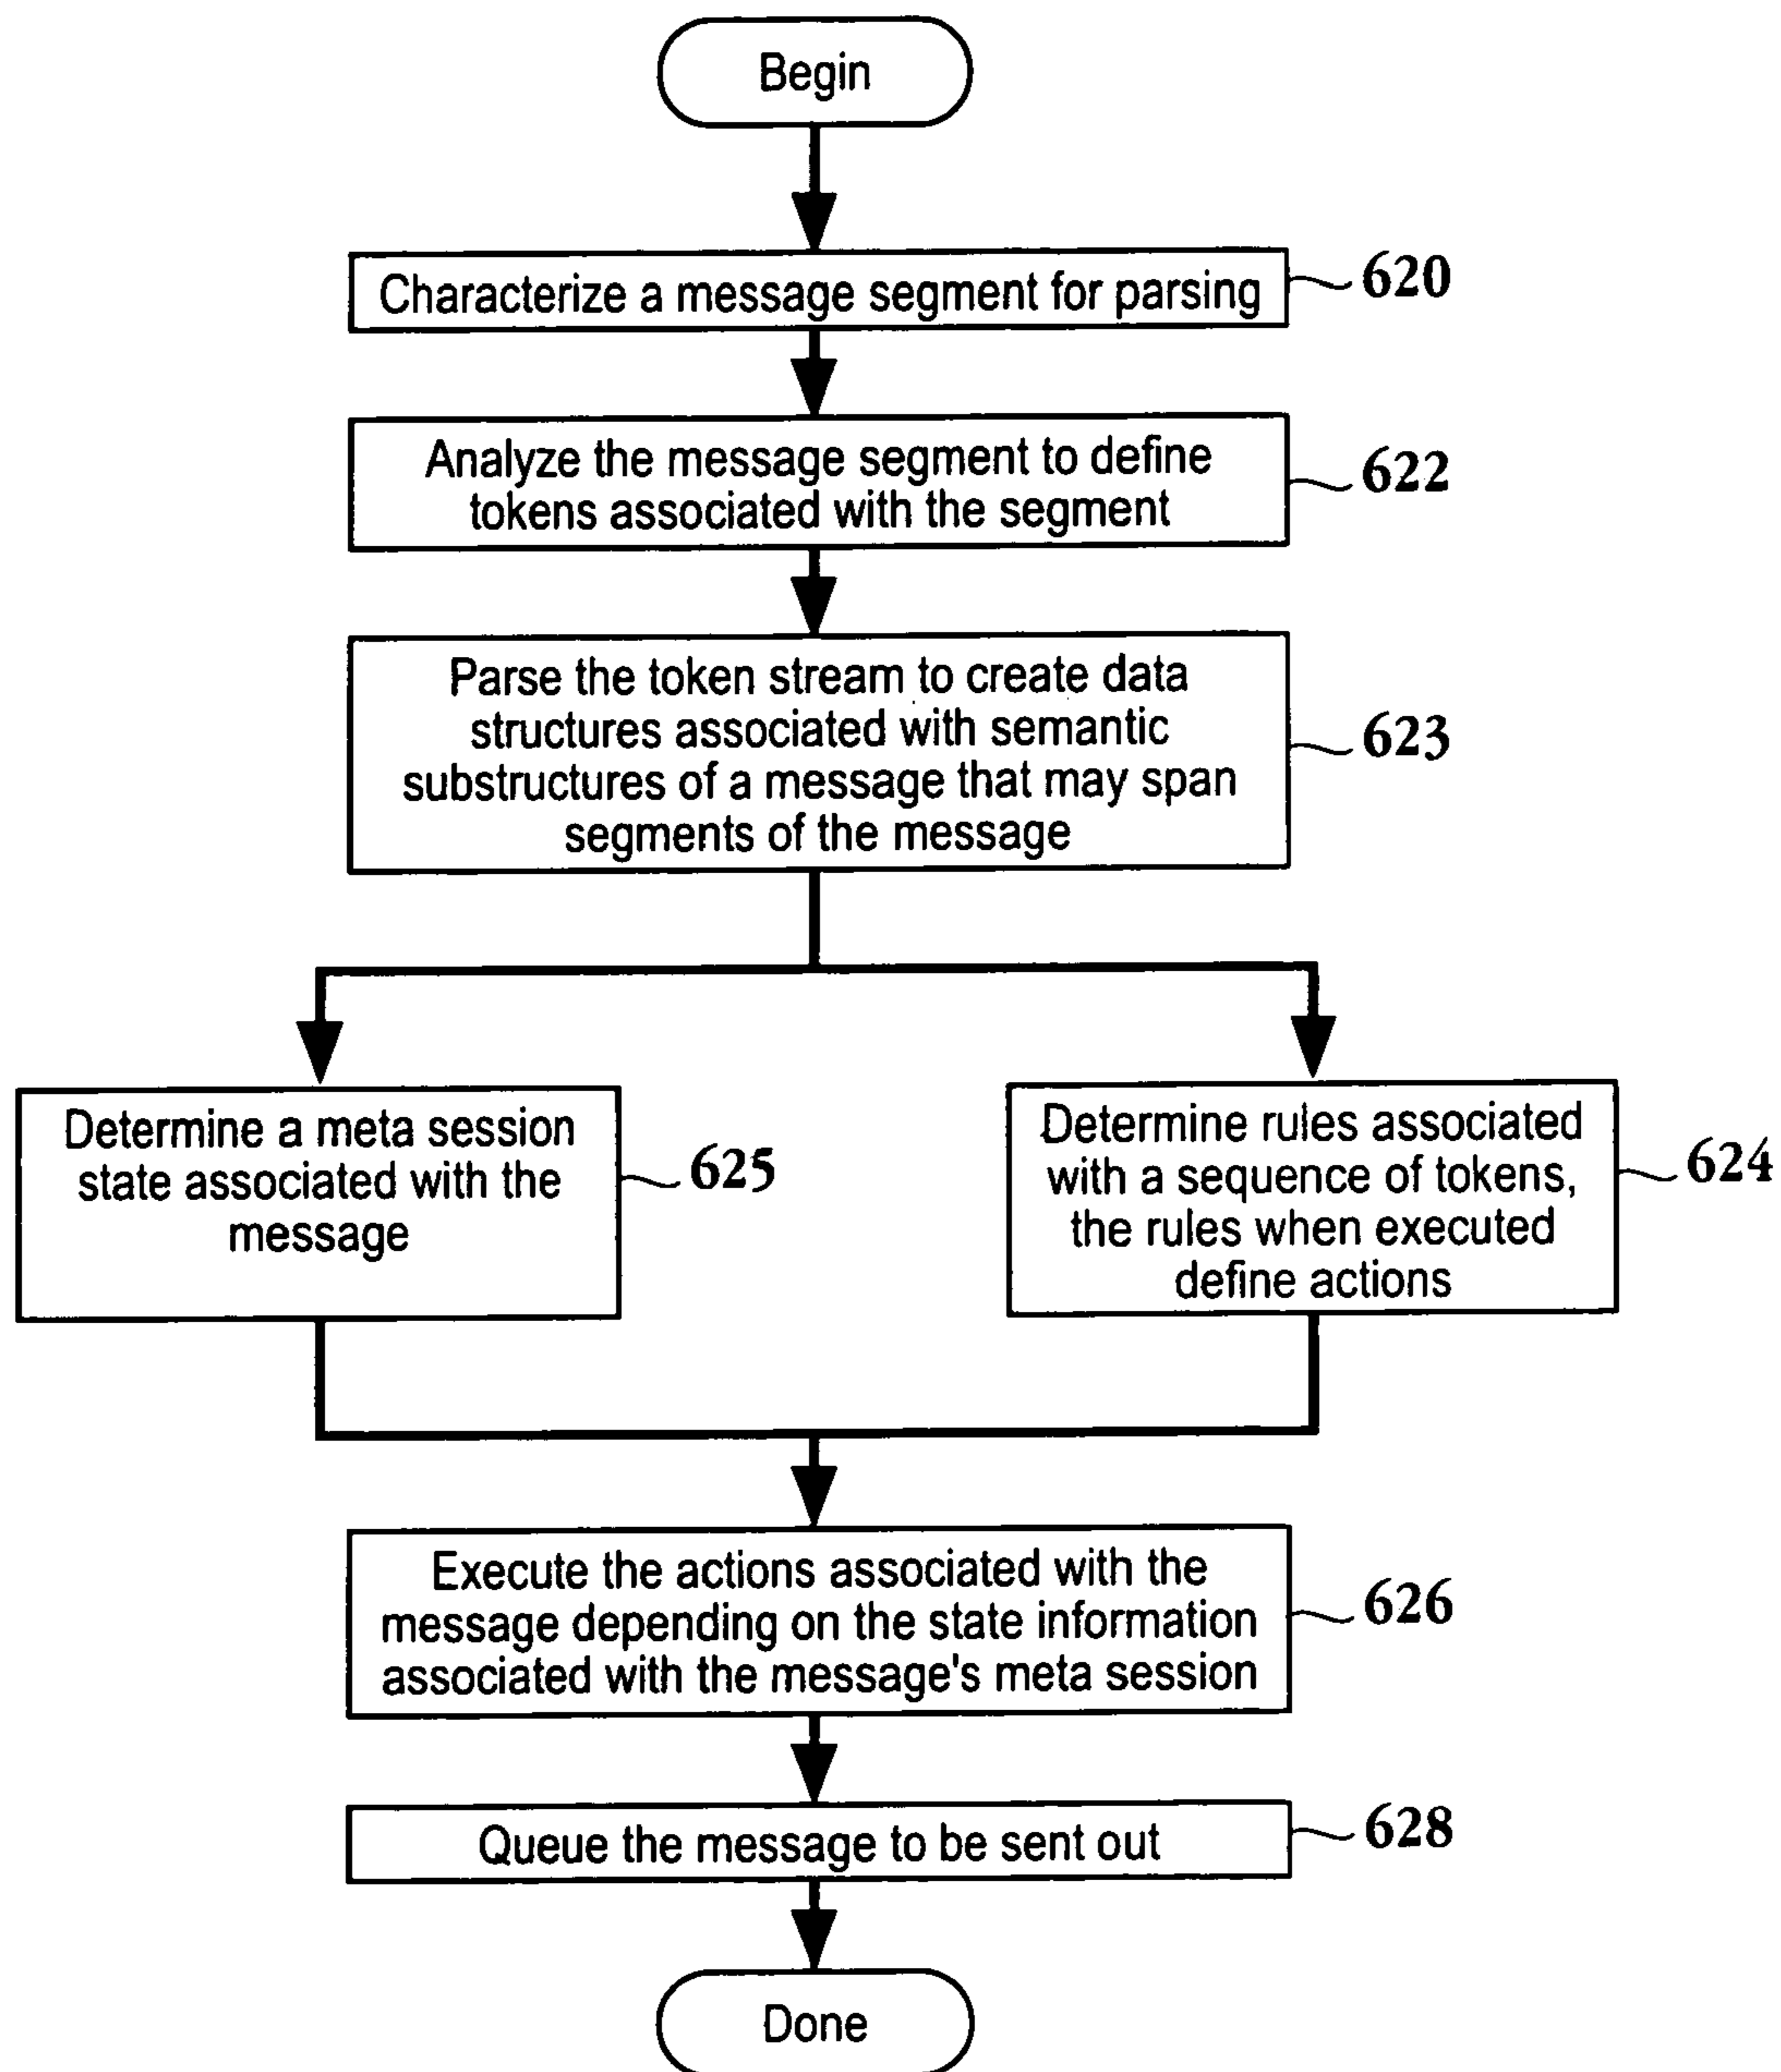 Begin
Characterize a message segment for parsing
620
Analyze the message segment to define
tokens associated with the segment
622
Parse the token stream to create data
structures associated with semantic
substructures of a message that may span
segments of the message
623
Determine a meta session
state associated with the
message
625
Determine rules associated
with a sequence of tokens,
the rules when executed
define actions
624
Execute the actions associated with the
message depending on the state information
associated with the message's meta session
626
Queue the message to be sent out
628
Done